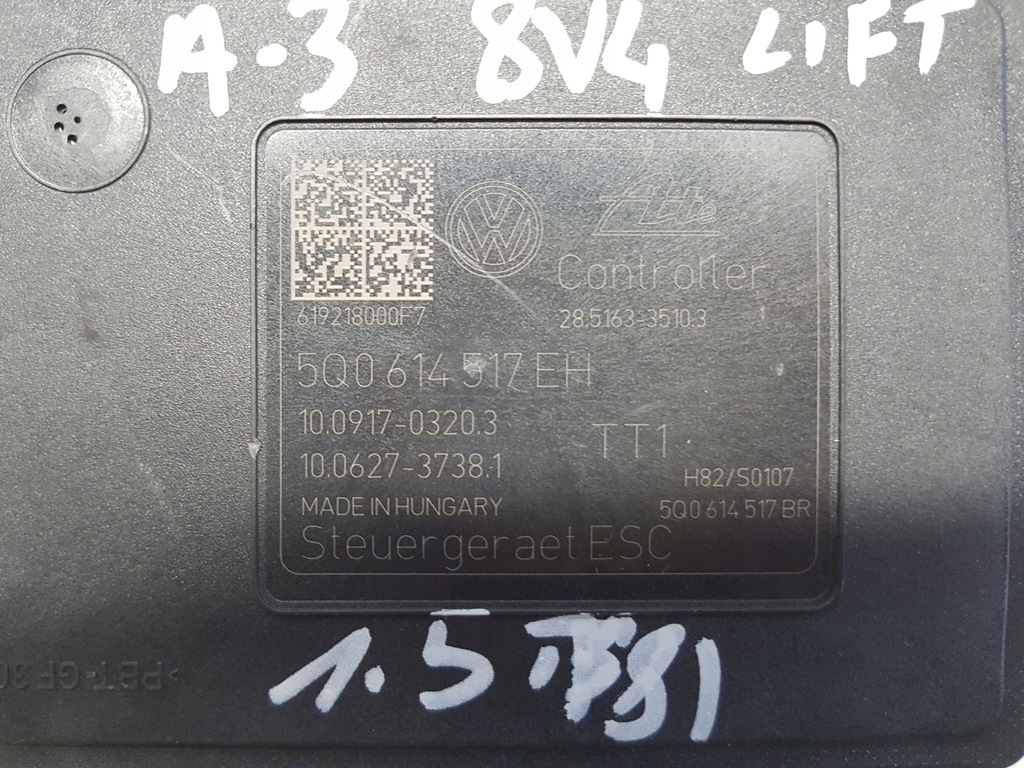 A-3 8V4 LIFT
Ate
Controller
619218000F7 28.5163-3510.3
5Q0 614 517 EH
10.0917-0320.3
TT1
10.0627-3738.1
H82/S0107
MADE IN HUNGARY 5Q0 614 517 BR
Steuergeraet ESC
1.5